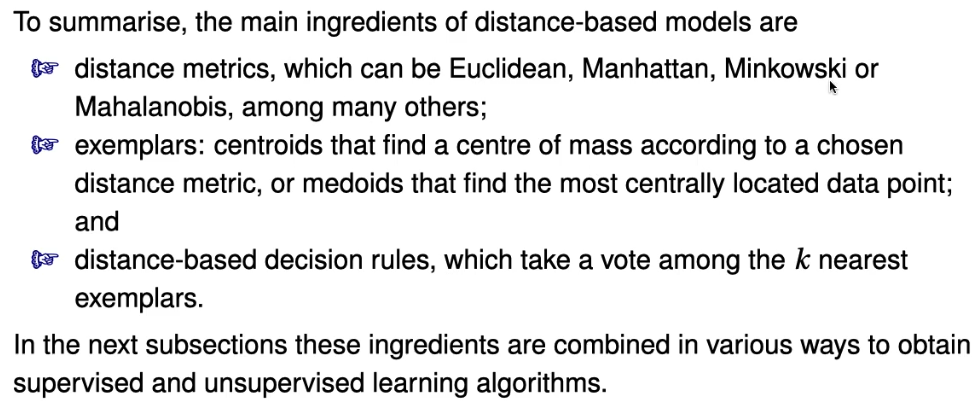 To summarise, the main ingredients of distance-based models are
distance metrics, which can be Euclidean, Manhattan, Minkowski or
Mahalanobis, among many others;
exemplars: centroids that find a centre of mass according to a chosen
distance metric, or medoids that find the most centrally located data point;
and
distance-based decision rules, which take a vote among the k nearest
exemplars.
In the next subsections these ingredients are combined in various ways to obtain
supervised and unsupervised learning algorithms.